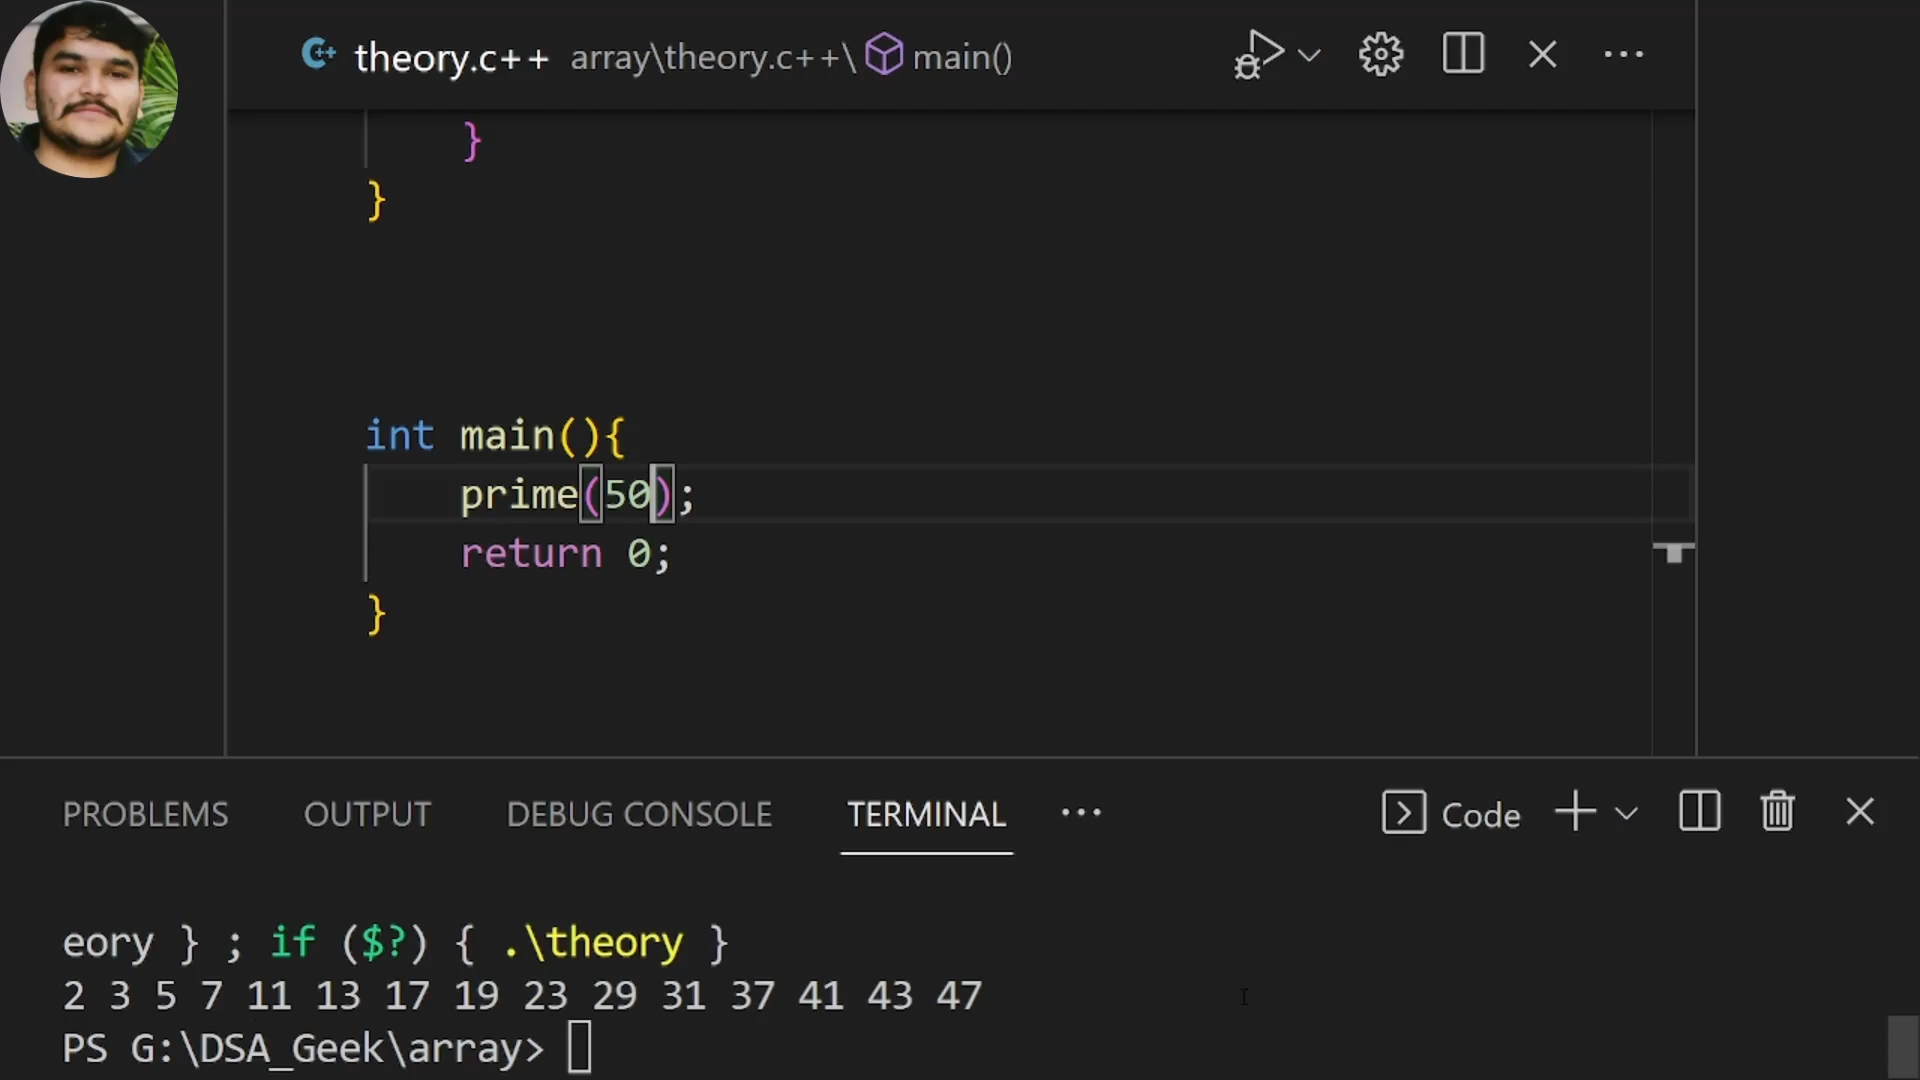 theory.c++ array\theory.c++\ main()
}
}
int main(){
prime(50);
return 0;
}
PROBLEMS OUTPUT DEBUG CONSOLE TERMINAL ... Code
eory } ; if ($?) { .\theory }
2 3 5 7 11 13 17 19 23 29 31 37 41 43 47
PS G:\DSA_Geek\array>